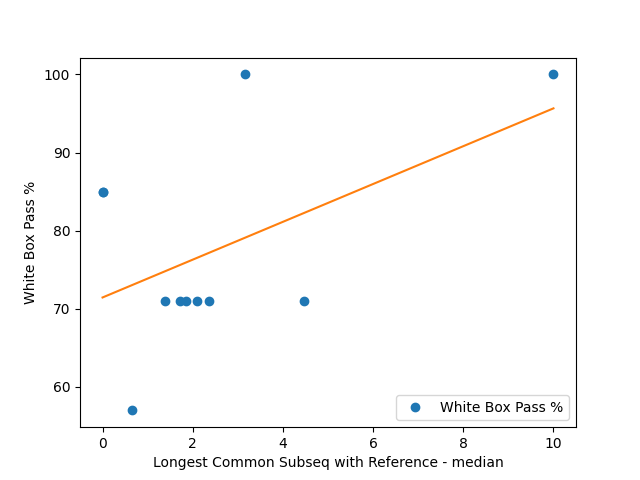 100
90
80
70
60
White Box Pass %
0 2 4 6 8 10
Longest Common Subseq with Reference - median
White Box Pass %